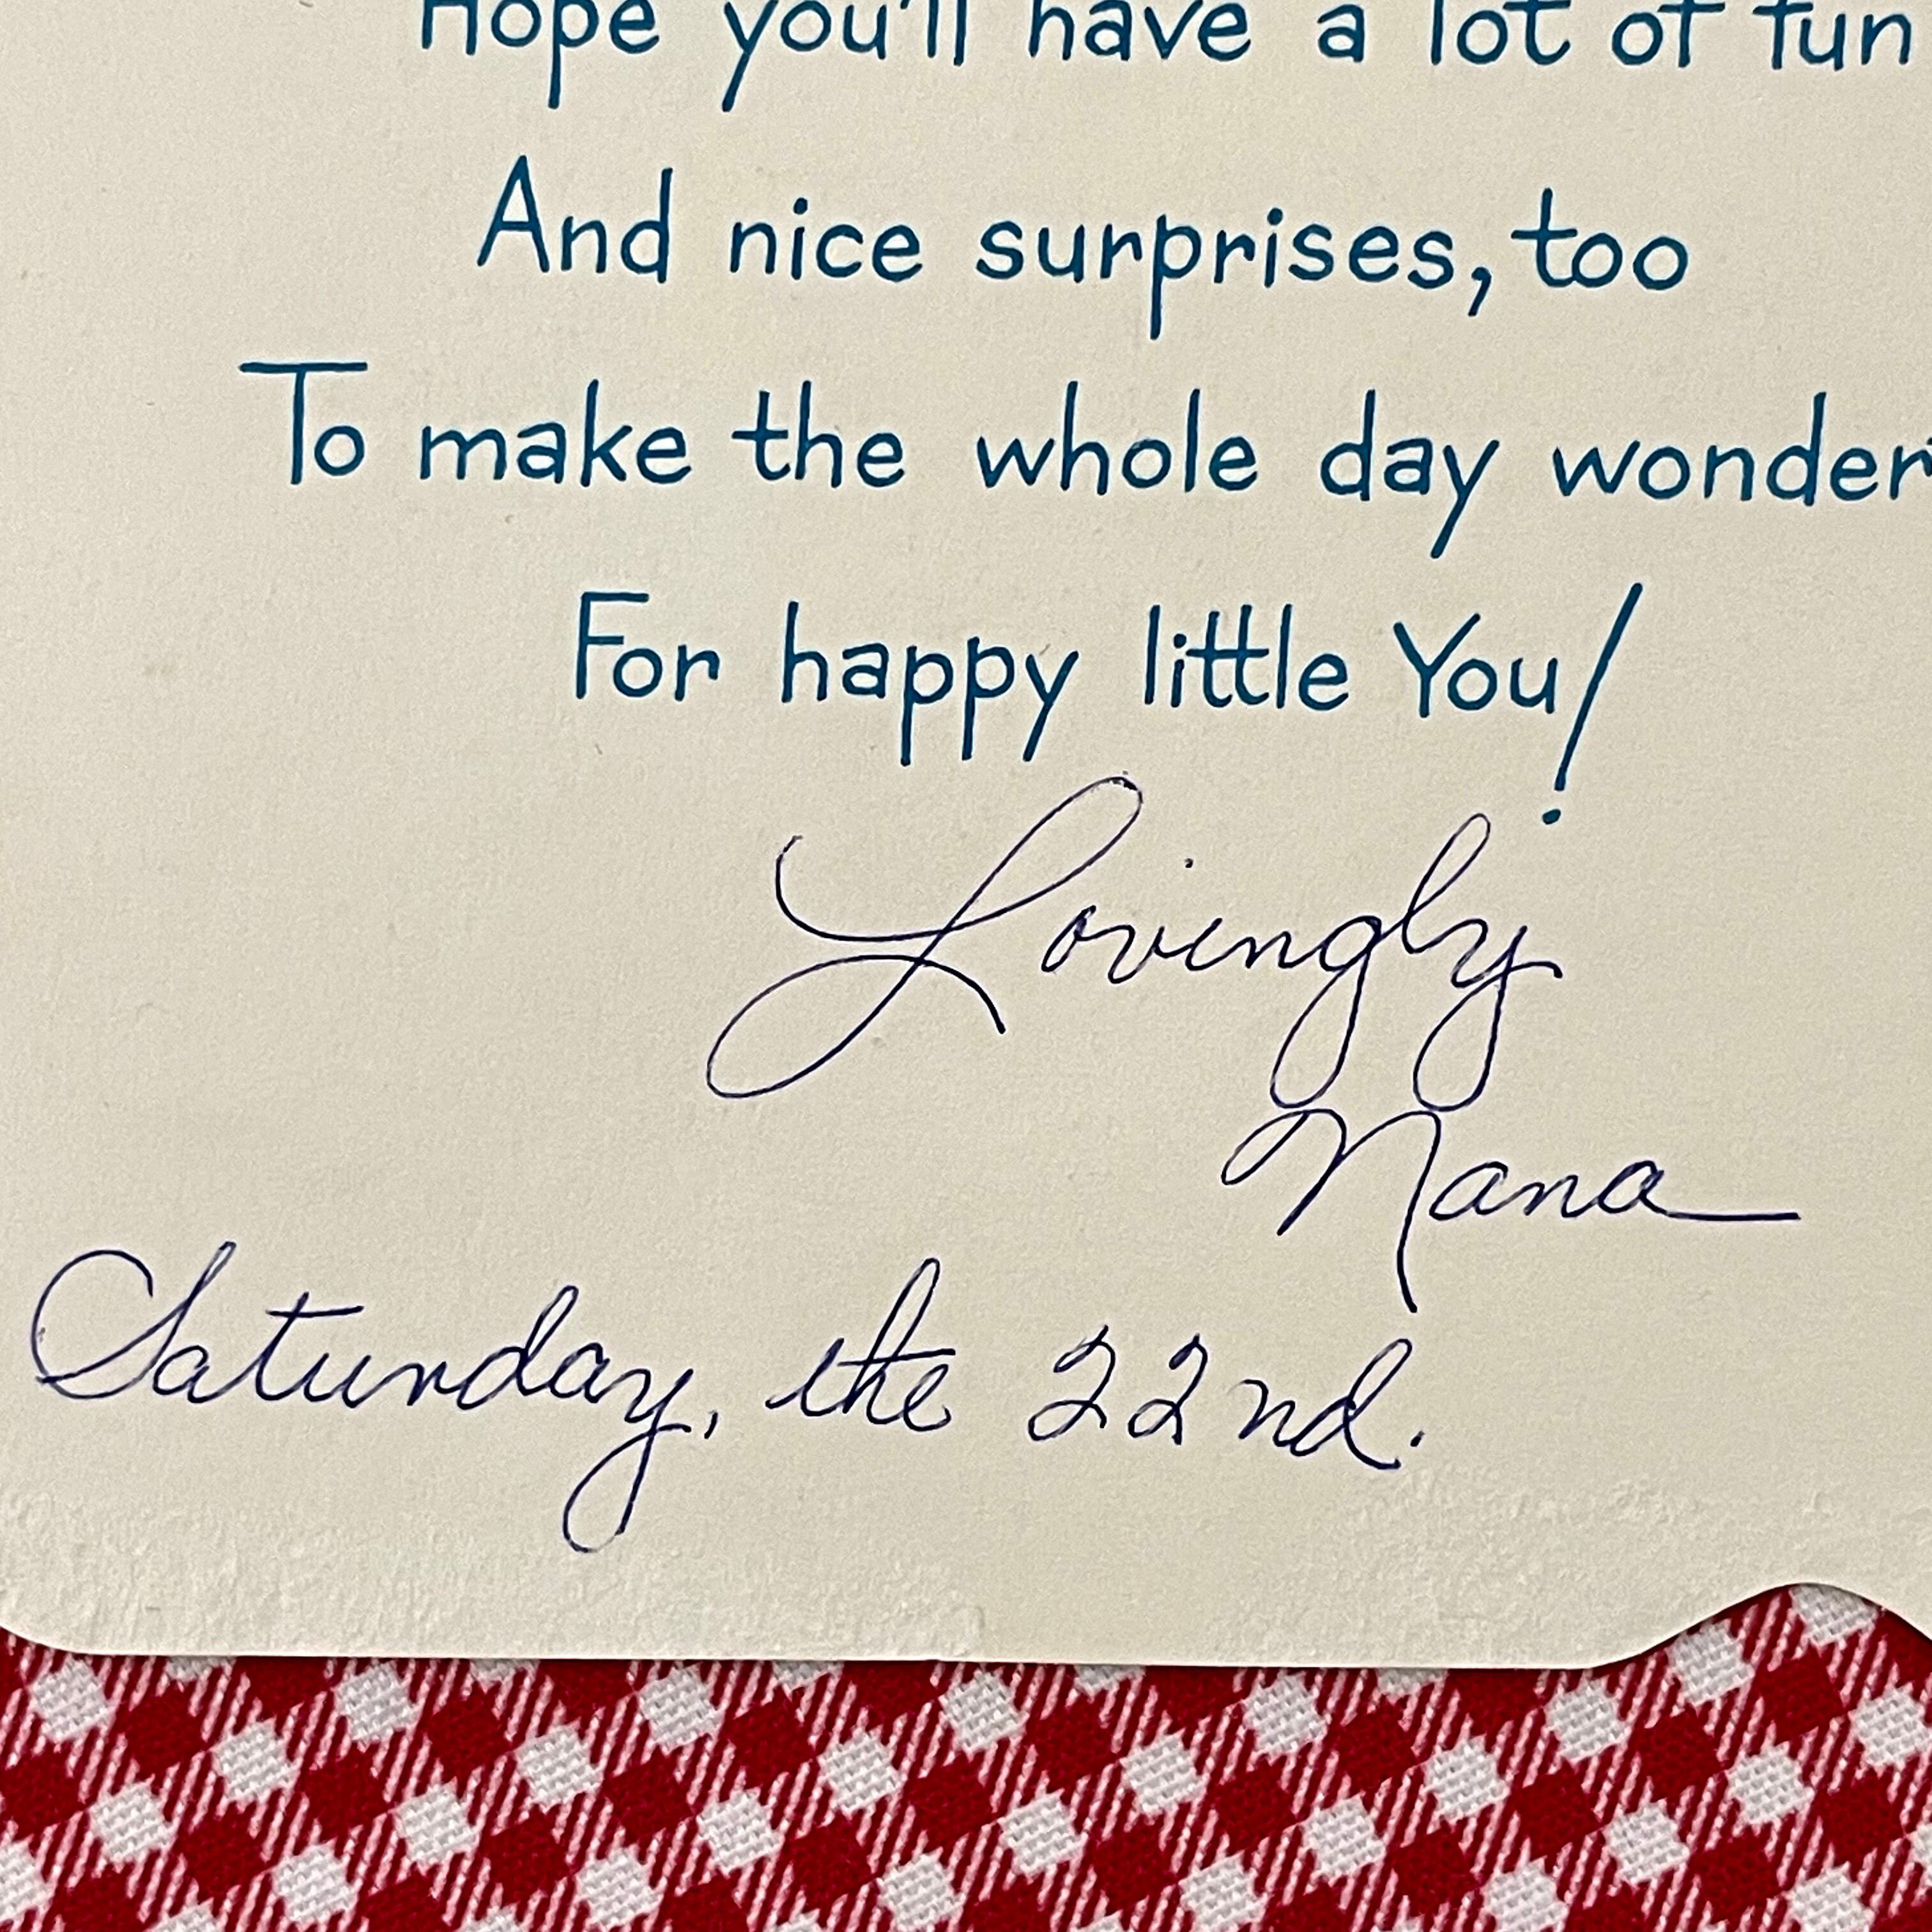 Hope you'll have a lot of fun
And nice surprises, too
To make the whole day wonder
For happy little You!
Lovingly
Nana
Saturday, the 22nd.